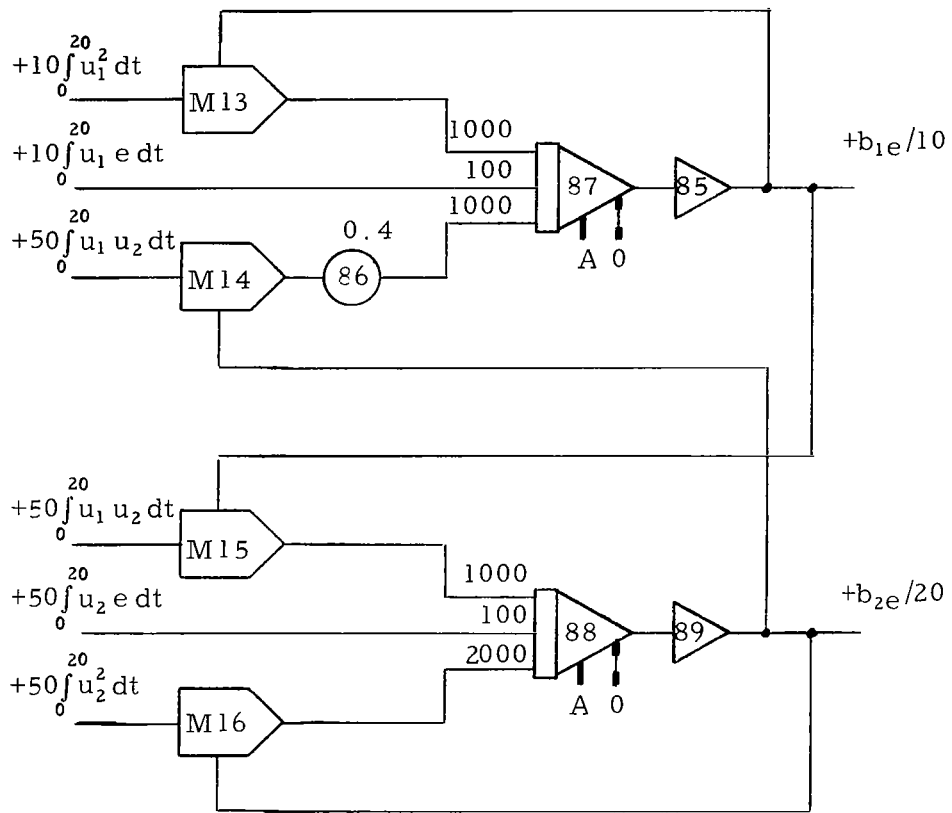 +10∫₀²⁰ u₁² dt
M13
1000
+10∫₀²⁰ u₁ e dt
100
87
85
+b₁ₑ/10
1000
+50∫₀²⁰ u₁ u₂ dt
M14
0.4
86
A 0
+50∫₀²⁰ u₁ u₂ dt
M15
1000
+50∫₀²⁰ u₂ e dt
100
88
89
+b₂ₑ/20
2000
+50∫₀²⁰ u₂² dt
M16
A 0